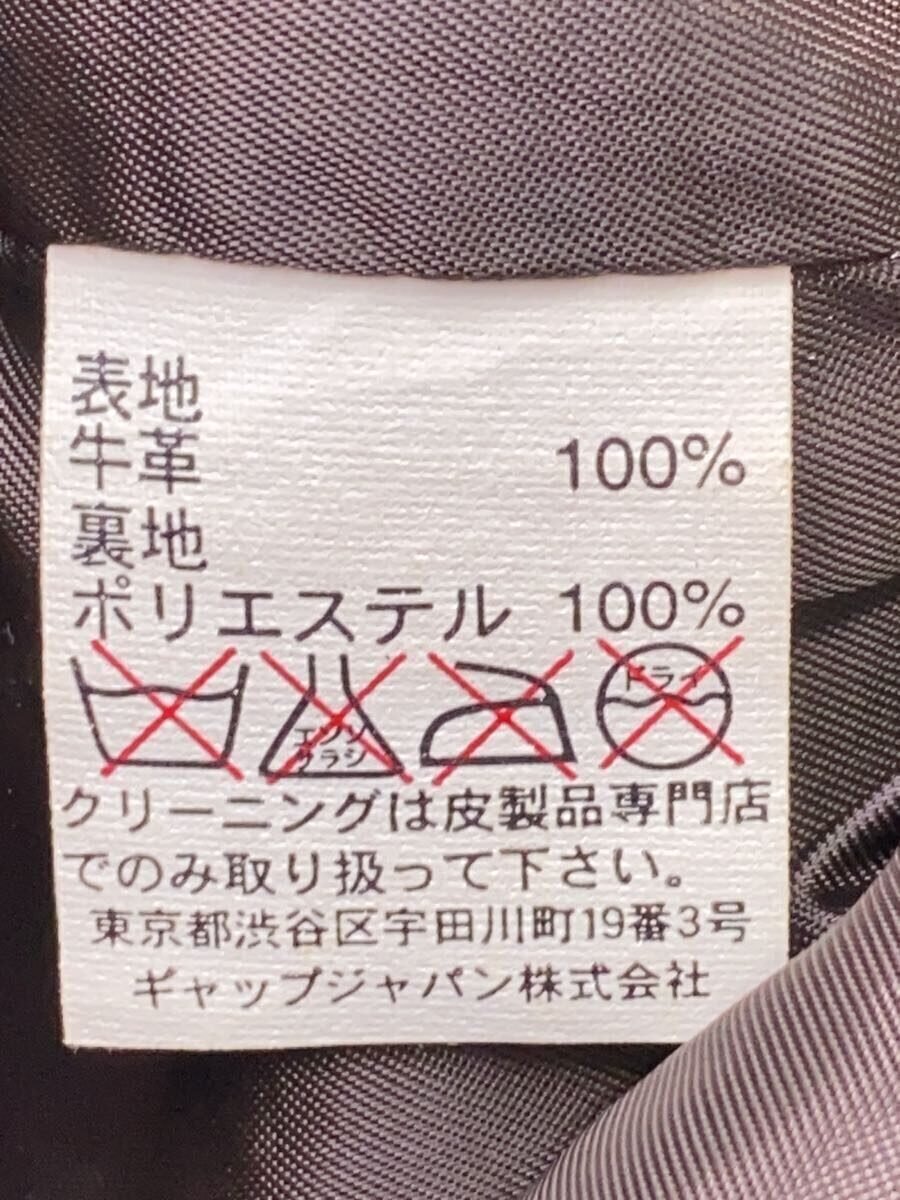 表地
牛革 100%
裏地
ポリエステル 100%
エンソ
サラシ
ドライ
クリーニングは皮製品専門店
でのみ取り扱って下さい。
東京都渋谷区宇田川町19番3号
ギャップジャパン株式会社